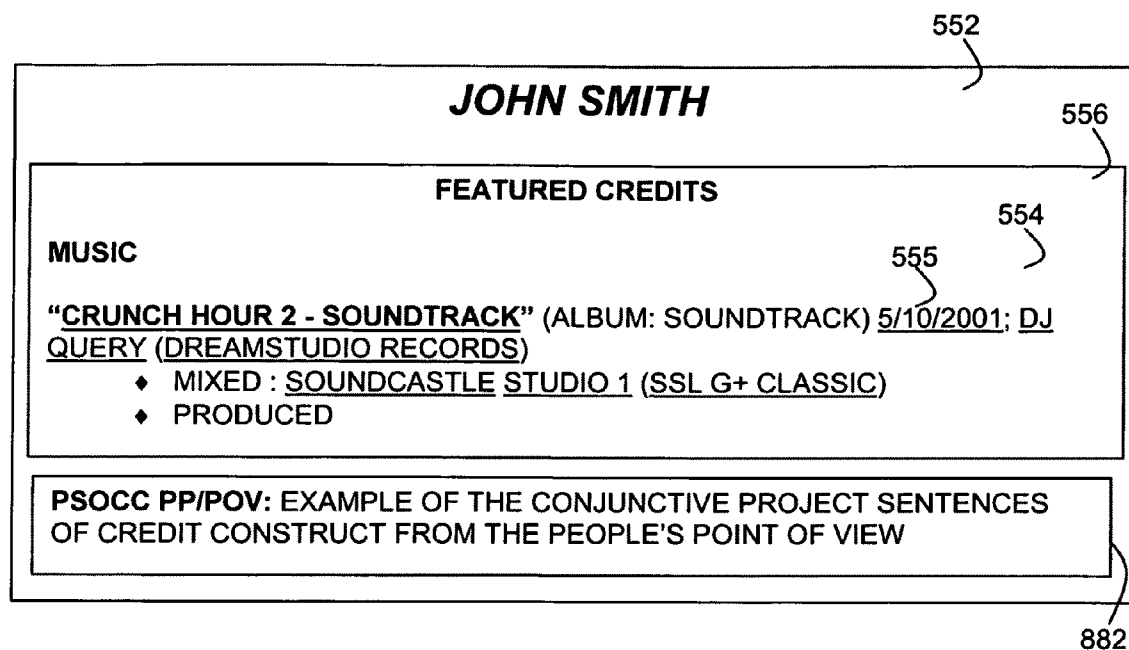 552
JOHN SMITH
556
FEATURED CREDITS
554
MUSIC
555
“CRUNCH HOUR 2 - SOUNDTRACK” (ALBUM: SOUNDTRACK) 5/10/2001; DJ
QUERY (DREAMSTUDIO RECORDS)
♦ MIXED : SOUNDCASTLE STUDIO 1 (SSL G+ CLASSIC)
♦ PRODUCED
PSOCC PP/POV: EXAMPLE OF THE CONJUNCTIVE PROJECT SENTENCES
OF CREDIT CONSTRUCT FROM THE PEOPLE'S POINT OF VIEW
882